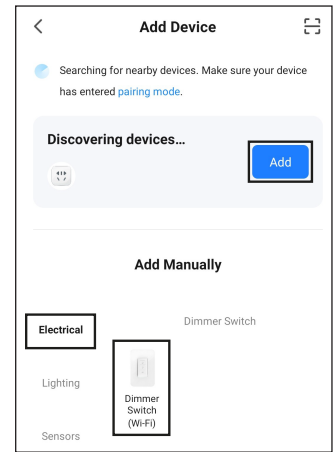 Add Device
Searching for nearby devices. Make sure your device
has entered pairing mode.
Discovering devices...
Add
Add Manually
Electrical
Dimmer Switch
Lighting
Dimmer
Switch
(Wi-Fi)
Sensors